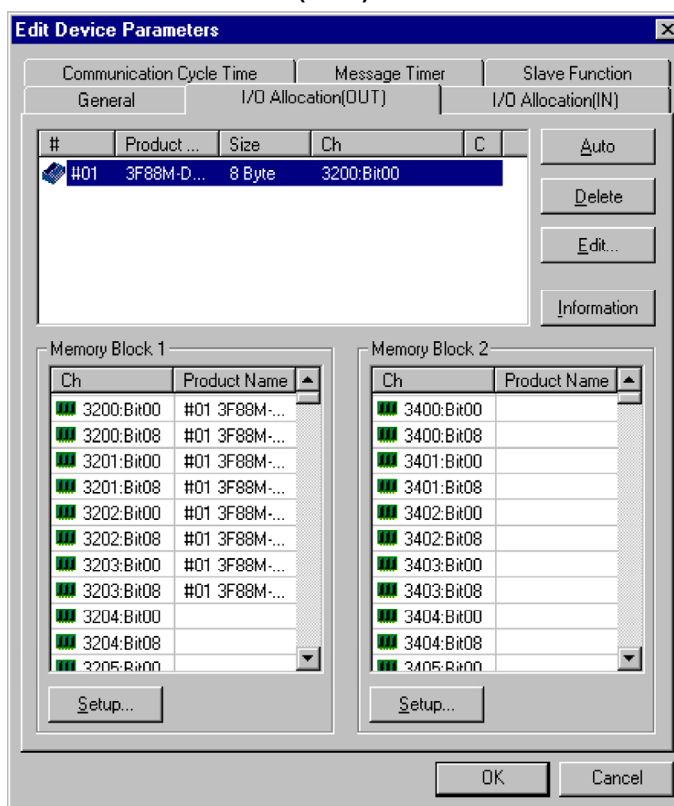 Edit Device Parameters
Communication Cycle Time Message Timer Slave Function
General I/O Allocation(OUT) I/O Allocation(IN)
# Product ... Size Ch C
#01 3F88M-D... 8 Byte 3200:Bit00
Auto
Delete
Edit...
Information
Memory Block 1
Ch Product Name
3200:Bit00 #01 3F88M-...
3200:Bit08 #01 3F88M-...
3201:Bit00 #01 3F88M-...
3201:Bit08 #01 3F88M-...
3202:Bit00 #01 3F88M-...
3202:Bit08 #01 3F88M-...
3203:Bit00 #01 3F88M-...
3203:Bit08 #01 3F88M-...
3204:Bit00
3204:Bit08
3205:Bit00
Setup...
Memory Block 2
Ch Product Name
3400:Bit00
3400:Bit08
3401:Bit00
3401:Bit08
3402:Bit00
3402:Bit08
3403:Bit00
3403:Bit08
3404:Bit00
3404:Bit08
3405:Bit00
Setup...
OK Cancel